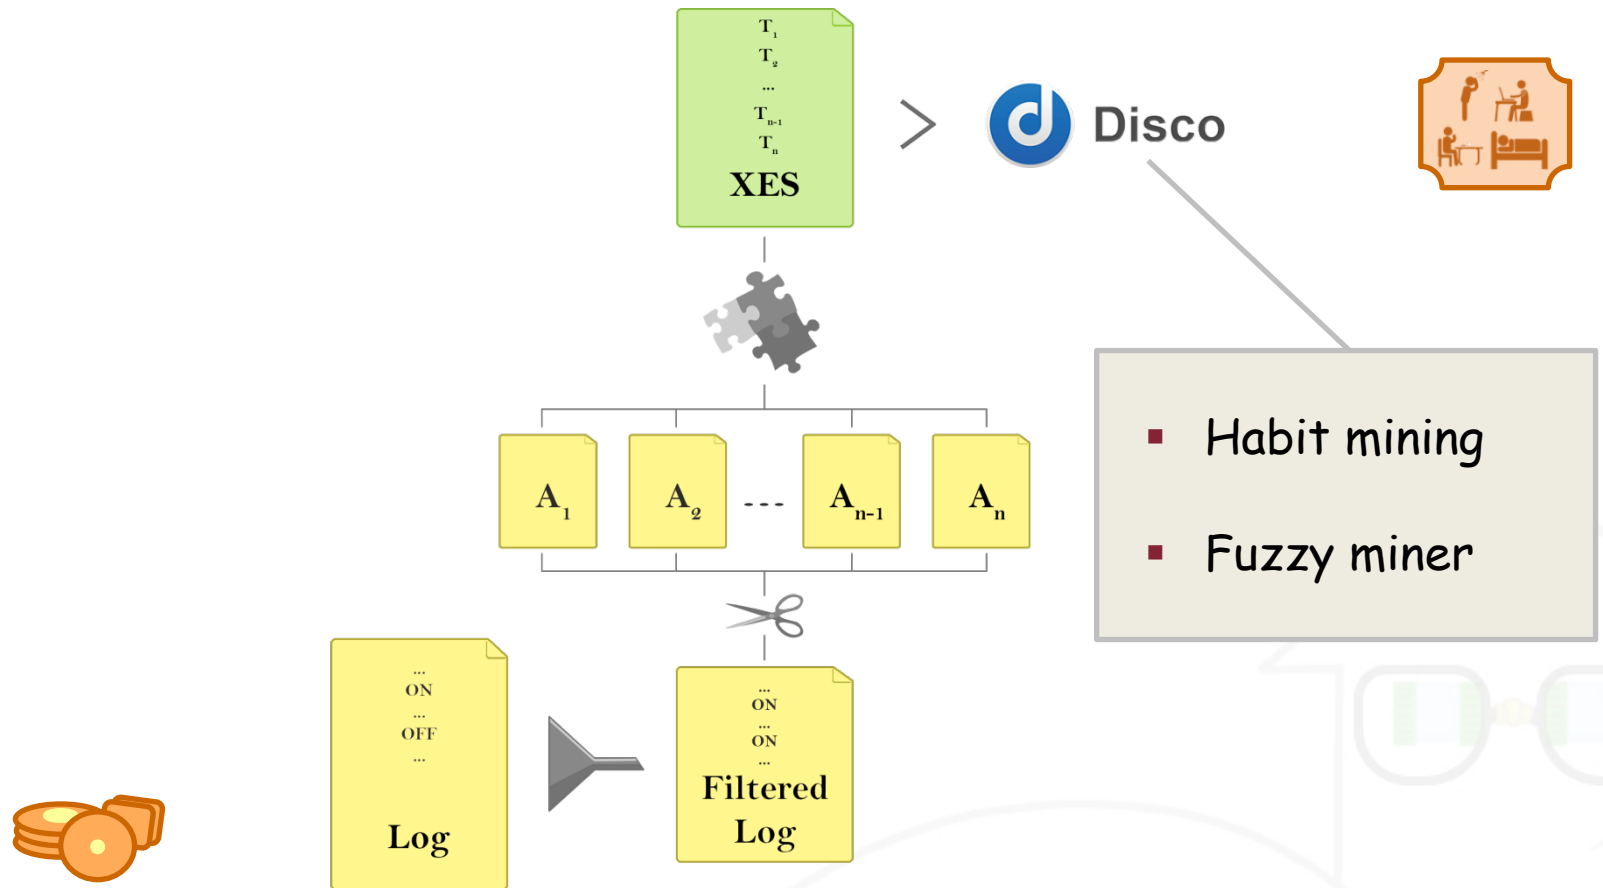 T1
T2
...
Tn-1
Tn
XES
Disco
▪ Habit mining
▪ Fuzzy miner
A1
A2
---
An-1
An
...
ON
...
OFF
...
Log
...
ON
...
ON
...
Filtered
Log